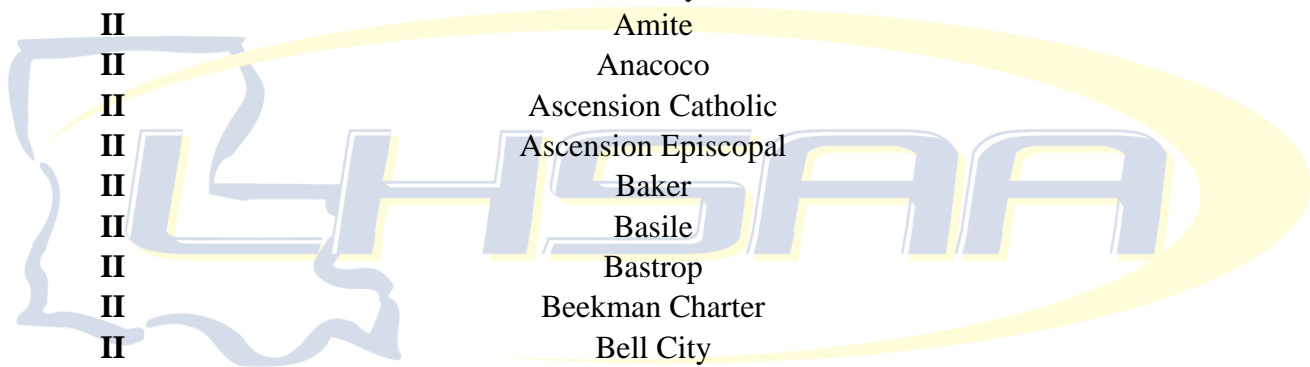 II Amite
II Anacoco
II Ascension Catholic
II Ascension Episcopal
II Baker
II Basile
II Bastrop
II Beekman Charter
II Bell City
LHSAA